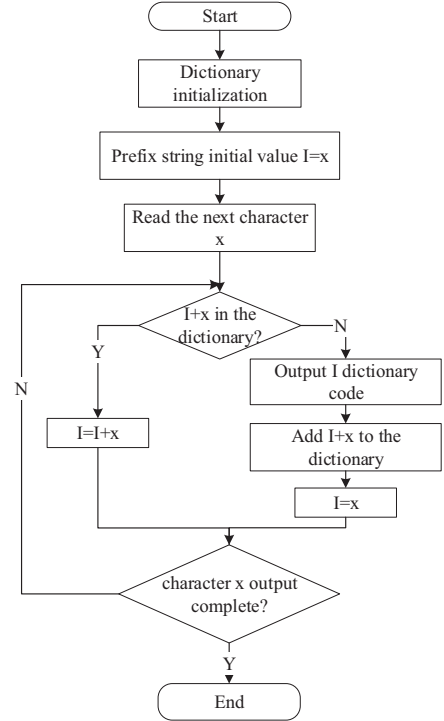 Start
Dictionary
initialization
Prefix string initial value I=x
Read the next character
x
I+x in the
dictionary?
Y
N
Output I dictionary
code
N
I=I+x
Add I+x to the
dictionary
I=x
character x output
complete?
Y
End